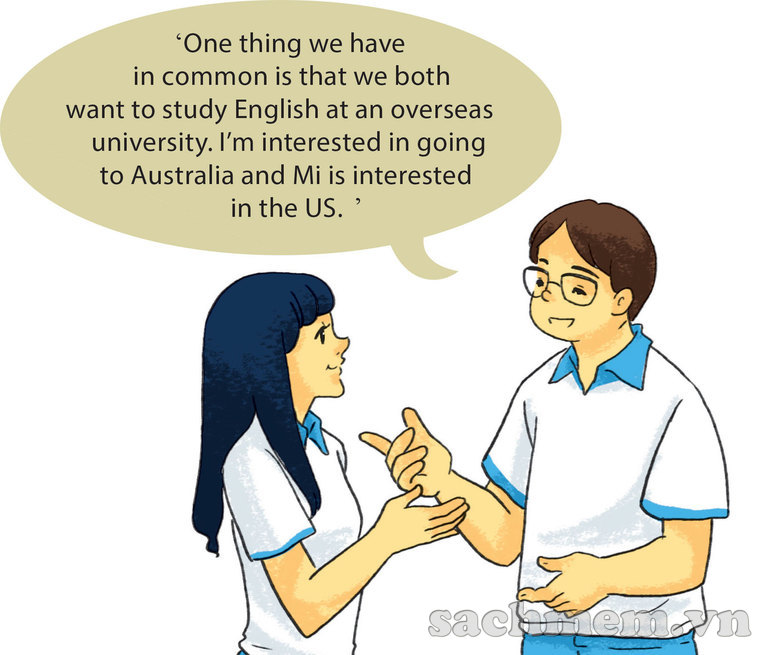 ‘One thing we have
in common is that we both
want to study English at an overseas
university. I’m interested in going
to Australia and Mi is interested
in the US. ’
sachmem.vn